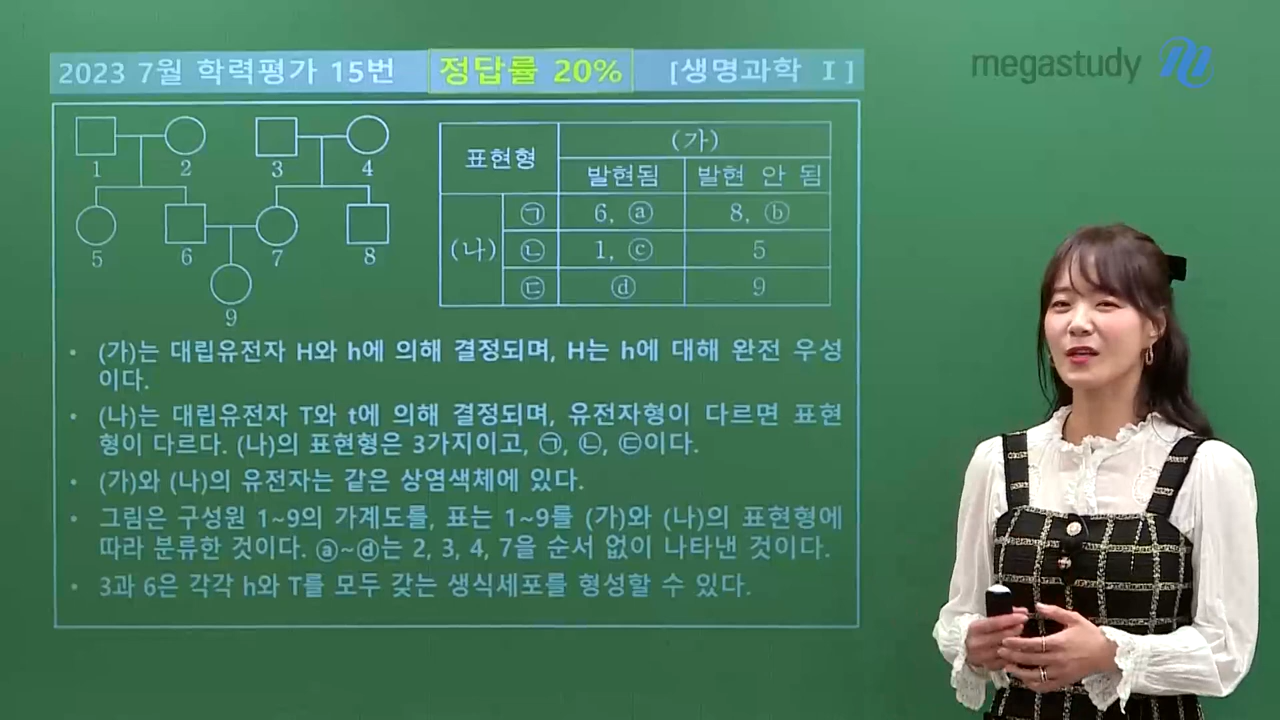 2023 7월 학력평가 15번 정답률 20% [생명과학 I]
megastudy
1 2 3 4
5 6 7 8
9
표현형 (가)
발현됨 발현 안 됨
(나) ㉠ 6, ⓐ 8, ⓑ
㉡ 1, ⓒ 5
㉢ ⓓ 9
• (가)는 대립유전자 H와 h에 의해 결정되며, H는 h에 대해 완전 우성
이다.
• (나)는 대립유전자 T와 t에 의해 결정되며, 유전자형이 다르면 표현
형이 다르다. (나)의 표현형은 3가지이고, ㉠, ㉡, ㉢이다.
• (가)와 (나)의 유전자는 같은 상염색체에 있다.
• 그림은 구성원 1~9의 가계도를, 표는 1~9를 (가)와 (나)의 표현형에
따라 분류한 것이다. ⓐ~ⓓ는 2, 3, 4, 7을 순서 없이 나타낸 것이다.
• 3과 6은 각각 h와 T를 모두 갖는 생식세포를 형성할 수 있다.